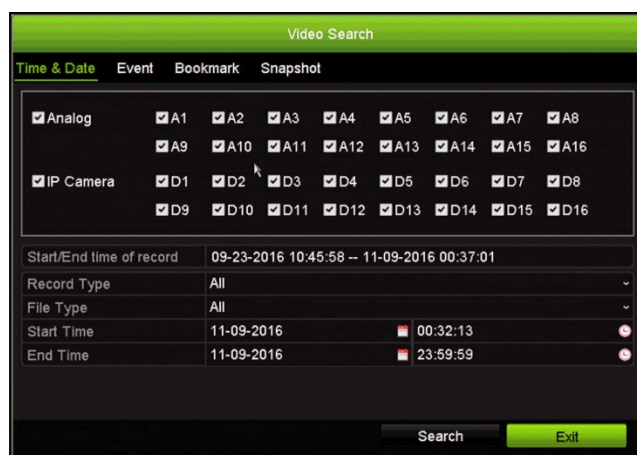 Video Search
Time & Date Event Bookmark Snapshot
Analog A1 A2 A3 A4 A5 A6 A7 A8
A9 A10 A11 A12 A13 A14 A15 A16
IP Camera D1 D2 D3 D4 D5 D6 D7 D8
D9 D10 D11 D12 D13 D14 D15 D16
Start/End time of record 09-23-2016 10:45:58 -- 11-09-2016 00:37:01
Record Type All
File Type All
Start Time 11-09-2016 00:32:13
End Time 11-09-2016 23:59:59
Search Exit